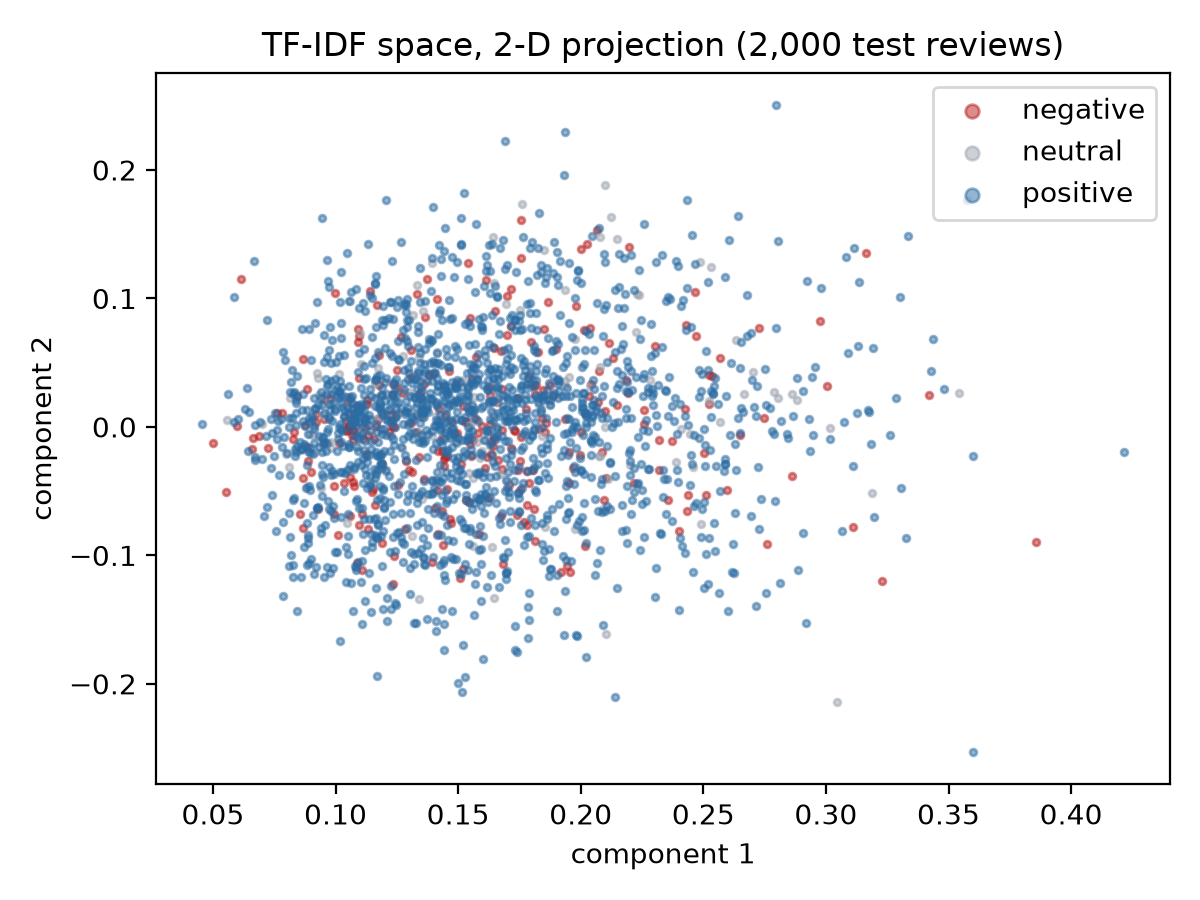 TF-IDF space, 2-D projection (2,000 test reviews)
negative
neutral
positive
0.2
0.1
0.0
−0.1
−0.2
component 2
0.05
0.10
0.15
0.20
0.25
0.30
0.35
0.40
component 1